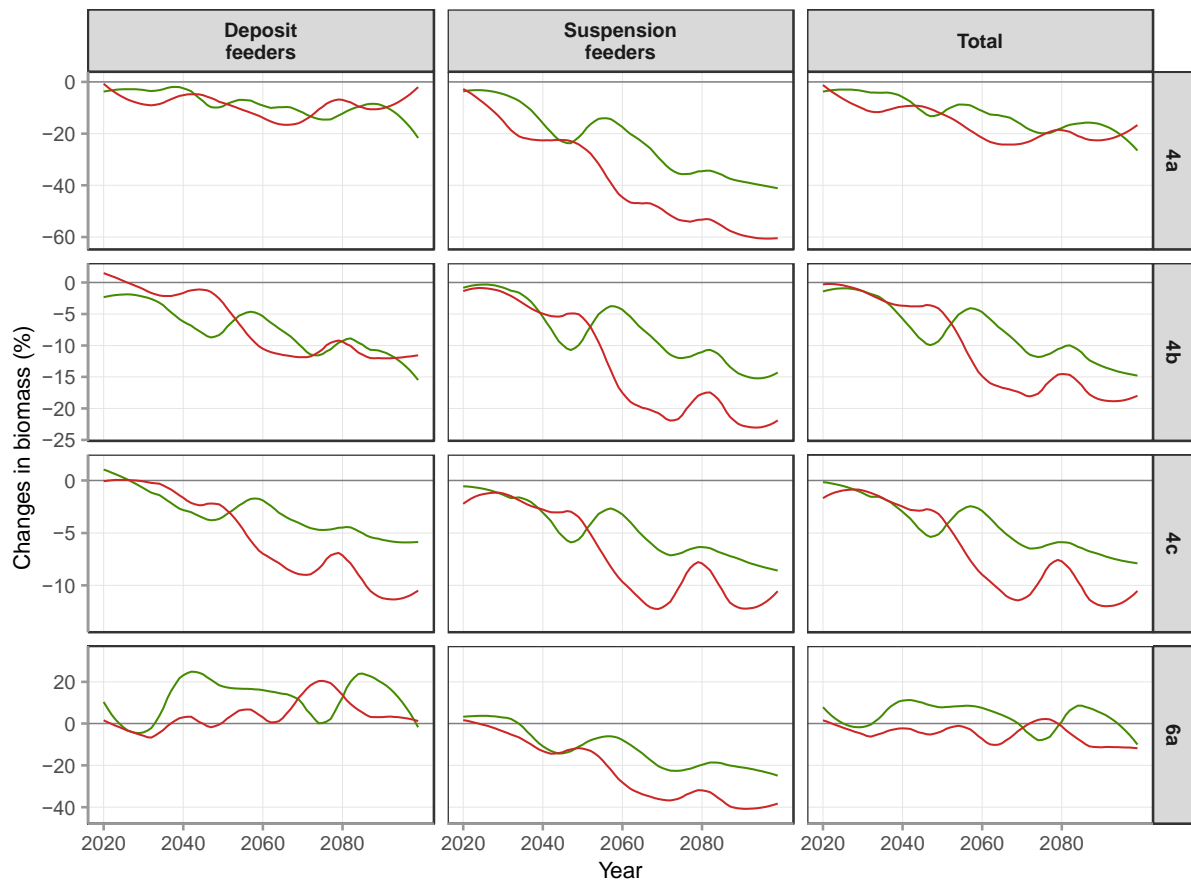 Deposit
feeders
Suspension
feeders
Total
0
−20
−40
−60
4a
0
−5
−10
−15
−20
−25
4b
0
−5
−10
4c
20
0
−20
−40
6a
2020 2040 2060 2080 2020 2040 2060 2080 2020 2040 2060 2080
Year
Changes in biomass (%)